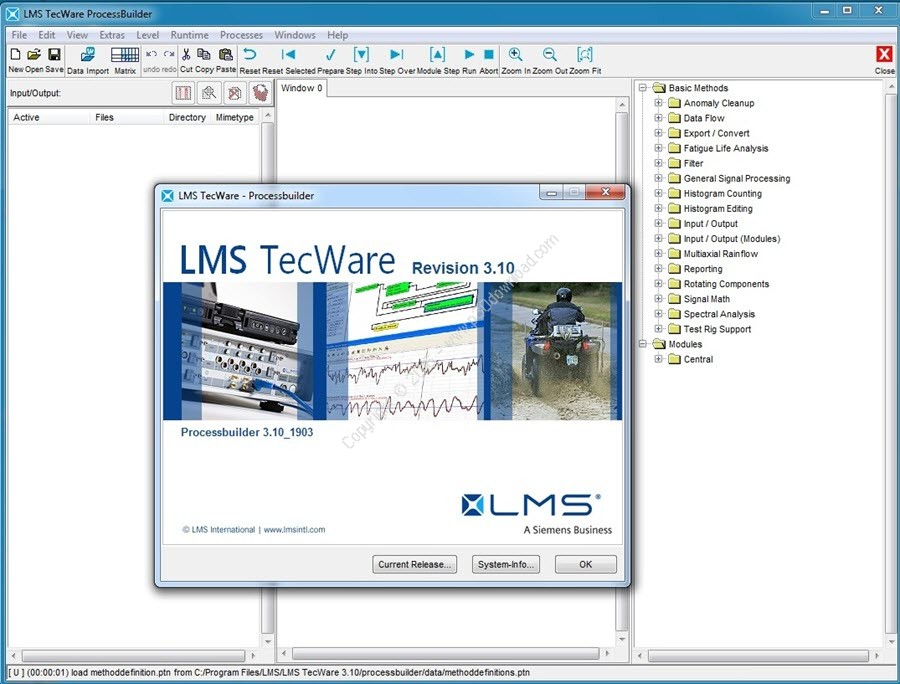 LMS TecWare ProcessBuilder
File Edit View Extras Level Runtime Processes Windows Help
New Open Save Data Import Matrix undo redo Cut Copy Paste Reset Reset Selected Prepare Step Into Step Over Module Step Run Abort Zoom In Zoom Out Zoom Fit Close
Input/Output:
Active Files Directory Mimetype
Window 0
Basic Methods
Anomaly Cleanup
Data Flow
Export / Convert
Fatigue Life Analysis
Filter
General Signal Processing
Histogram Counting
Histogram Editing
Input / Output
Input / Output (Modules)
Multiaxial Rainflow
Reporting
Rotating Components
Signal Math
Spectral Analysis
Test Rig Support
Modules
Central
LMS TecWare - Processbuilder
LMS TecWare Revision 3.10
Processbuilder 3.10_1903
LMS®
A Siemens Business
© LMS International | www.lmsintl.com
Current Release... System-Info... OK
[ U ] (00:00:01) load methoddefinition.ptn from C:/Program Files/LMS/LMS TecWare 3.10/processbuilder/data/methoddefinitions.ptn